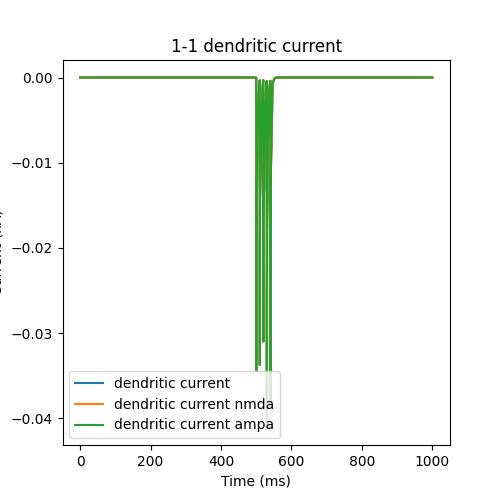 1-1 dendritic current
0.00
−0.01
−0.02
−0.03
−0.04
dendritic current
dendritic current nmda
dendritic current ampa
0 200 400 600 800 1000
Time (ms)